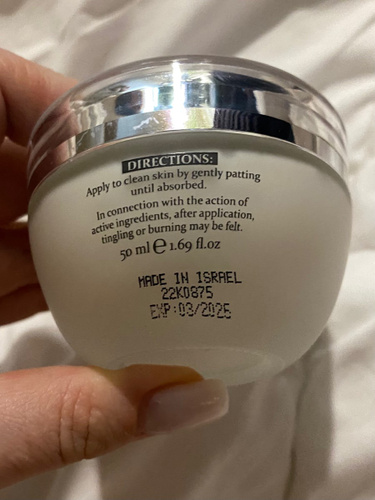 DIRECTIONS:
Apply to clean skin by gently patting
until absorbed.
In connection with the action of
active ingredients, after application,
tingling or burning may be felt.
50 ml ℮ 1.69 fl.oz
MADE IN ISRAEL
22K0875
EXP:03/2025